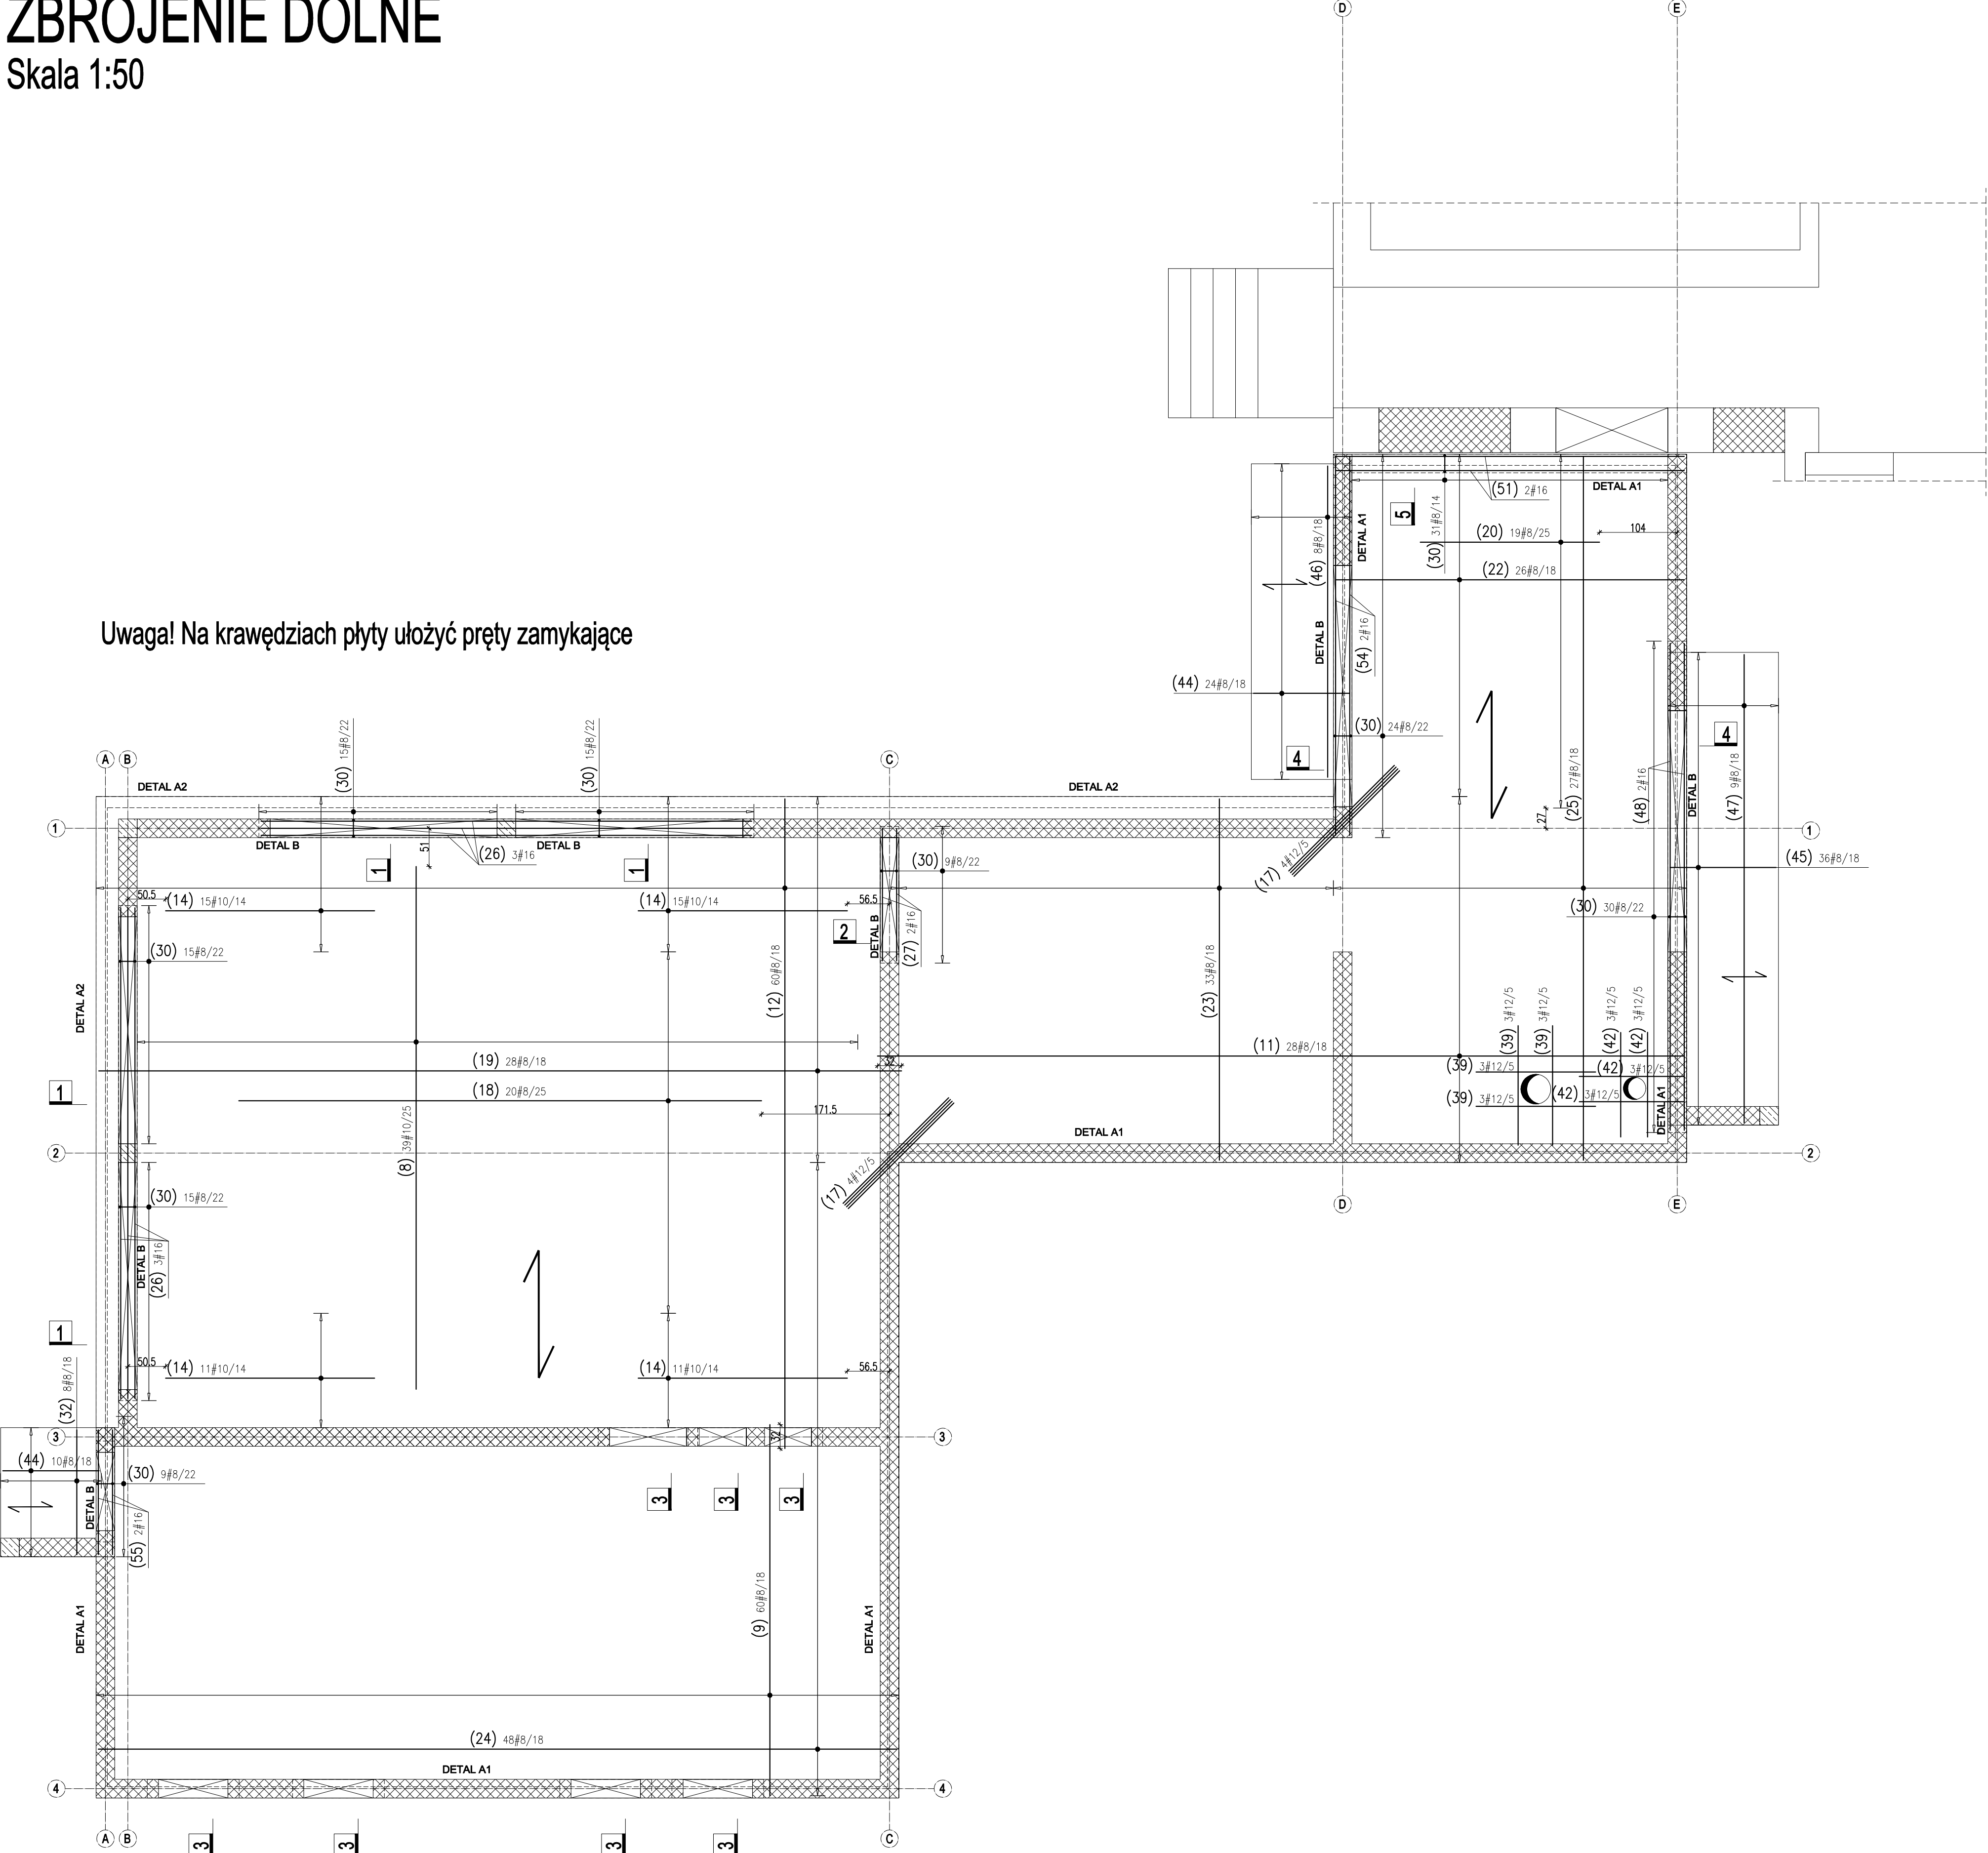 ZBROJENIE DOLNE
Skala 1:50
D
E
(51) 2#16
DETAL A1
5
(30) 31#8/14
DETAL A1
(46) 8#8/18
(20) 19#8/25
104
(22) 26#8/18
Uwaga! Na krawędziach płyty ułożyć pręty zamykające
DETAL B
(54) 2#16
(44) 24#8/18
(30) 24#8/22
4
4
(25) 27#8/18
(48) 2#16
DETAL B
(47) 9#8/18
27
(30) 15#8/22
(30) 15#8/22
A
B
C
DETAL A2
DETAL A2
1
1
DETAL B
DETAL B
51
(26) 3#16
1
1
(30) 9#8/22
(17) 4#12/5
(45) 36#8/18
50.5
(14) 15#10/14
(14) 15#10/14
56.5
2
DETAL B
(27) 2#16
(30) 30#8/22
(30) 15#8/22
DETAL A2
(12) 60#8/18
(23) 33#8/18
(39) 3#12/5
(39) 3#12/5
(42) 3#12/5
(42) 3#12/5
(11) 28#8/18
(19) 28#8/18
32
(39) 3#12/5
(42) 3#12/5
1
(18) 20#8/25
171.5
(39) 3#12/5
(42) 3#12/5
DETAL A1
(8) 39#10/25
DETAL A1
2
2
(17) 4#12/5
(30) 15#8/22
D
E
DETAL B
(26) 3#16
1
50.5
(14) 11#10/14
(14) 11#10/14
56.5
(32) 8#8/18
3
32
3
(44) 10#8/18
(30) 9#8/22
DETAL B
(55) 2#16
3
3
3
(9) 60#8/18
DETAL A1
DETAL A1
(24) 48#8/18
DETAL A1
4
4
A
B
C
3
3
3
3